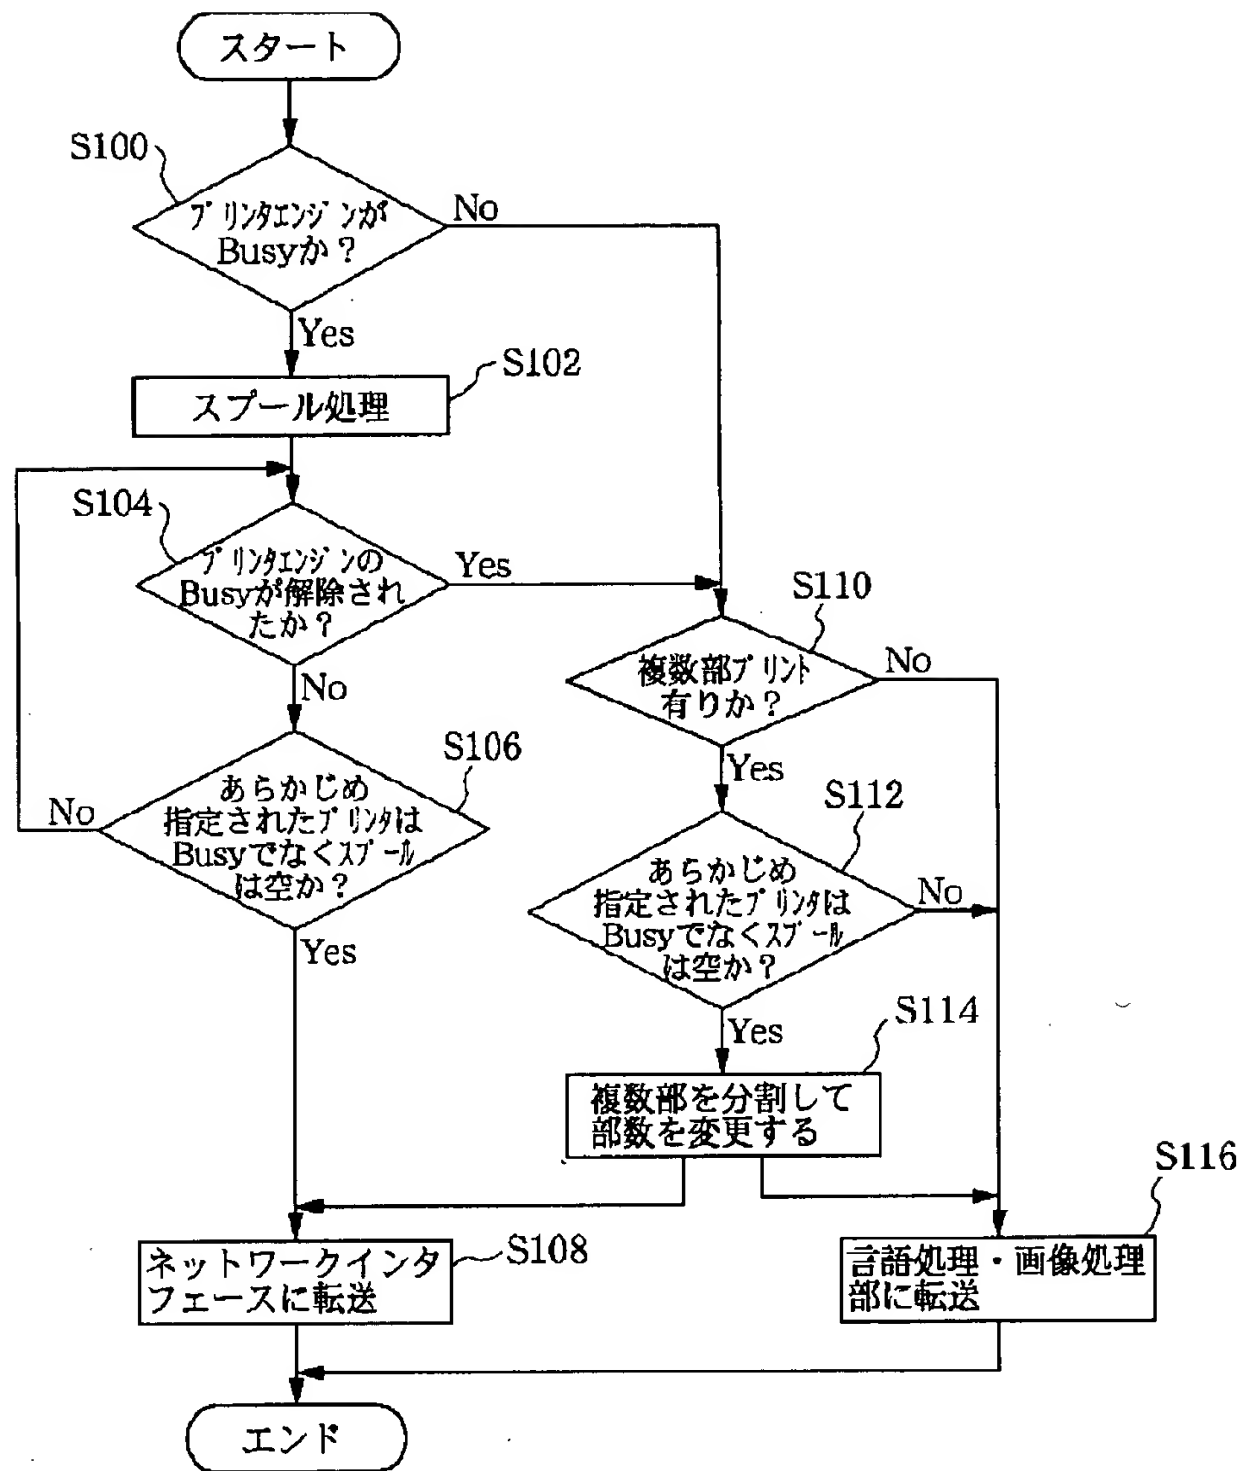 スタート
S100
プリンタエンジンが
Busyか？
No
Yes
S102
スプール処理
S104
プリンタエンジンの
Busyが解除され
たか？
Yes
No
S110
複数部プリント
有りか？
No
Yes
S106
あらかじめ
指定されたプリンタは
Busyでなくスプール
は空か？
No
Yes
S112
あらかじめ
指定されたプリンタは
Busyでなくスプール
は空か？
No
Yes
S114
複数部を分割して
部数を変更する
S108
ネットワークインタ
フェースに転送
S116
言語処理・画像処理
部に転送
エンド